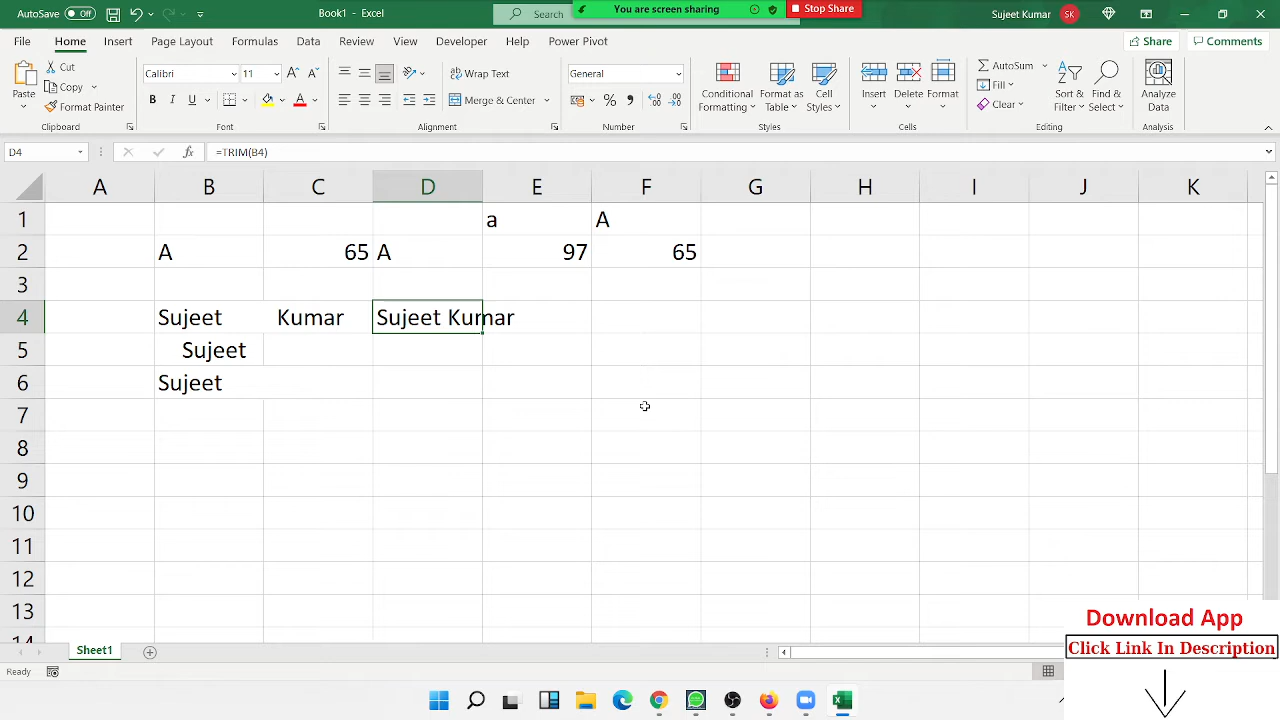 AutoSave Off Book1 - Excel Search You are screen sharing Stop Share Sujeet Kumar SK
File Home Insert Page Layout Formulas Data Review View Developer Help Power Pivot Share Comments
Paste Cut Copy Format Painter Clipboard
Calibri 11 B I U A Font
Wrap Text Merge & Center Alignment
General % Number
Conditional Formatting Format as Table Cell Styles Styles
Insert Delete Format Cells
AutoSum Fill Clear Sort & Filter Find & Select Editing
Analyze Data Analysis
D4 fx =TRIM(B4)
A B C D E F G H I J K
1 a A
2 A 65 A 97 65
3
4 Sujeet Kumar Sujeet Kumar
5 Sujeet
6 Sujeet
7
8
9
10
11
12
13
14
Sheet1
Ready
Download App
Click Link In Description